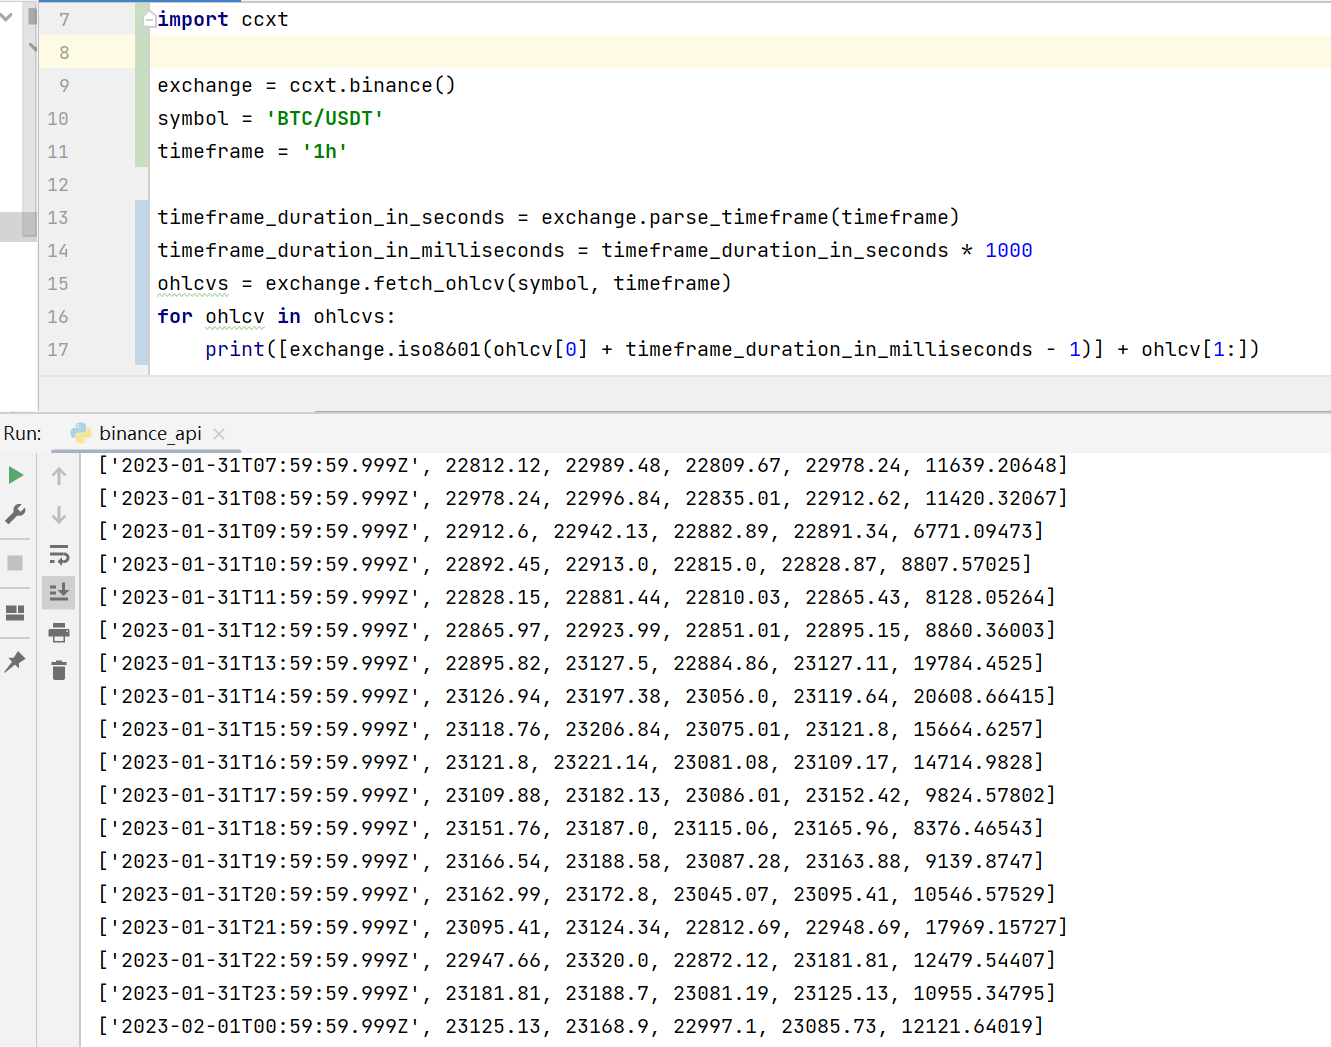 7 import ccxt
8
9 exchange = ccxt.binance()
10 symbol = 'BTC/USDT'
11 timeframe = '1h'
12
13 timeframe_duration_in_seconds = exchange.parse_timeframe(timeframe)
14 timeframe_duration_in_milliseconds = timeframe_duration_in_seconds * 1000
15 ohlcvs = exchange.fetch_ohlcv(symbol, timeframe)
16 for ohlcv in ohlcvs:
17 print([exchange.iso8601(ohlcv[0] + timeframe_duration_in_milliseconds - 1)] + ohlcv[1:])
Run: binance_api
['2023-01-31T07:59:59.999Z', 22812.12, 22989.48, 22809.67, 22978.24, 11639.20648]
['2023-01-31T08:59:59.999Z', 22978.24, 22996.84, 22835.01, 22912.62, 11420.32067]
['2023-01-31T09:59:59.999Z', 22912.6, 22942.13, 22882.89, 22891.34, 6771.09473]
['2023-01-31T10:59:59.999Z', 22892.45, 22913.0, 22815.0, 22828.87, 8807.57025]
['2023-01-31T11:59:59.999Z', 22828.15, 22881.44, 22810.03, 22865.43, 8128.05264]
['2023-01-31T12:59:59.999Z', 22865.97, 22923.99, 22851.01, 22895.15, 8860.36003]
['2023-01-31T13:59:59.999Z', 22895.82, 23127.5, 22884.86, 23127.11, 19784.4525]
['2023-01-31T14:59:59.999Z', 23126.94, 23197.38, 23056.0, 23119.64, 20608.66415]
['2023-01-31T15:59:59.999Z', 23118.76, 23206.84, 23075.01, 23121.8, 15664.6257]
['2023-01-31T16:59:59.999Z', 23121.8, 23221.14, 23081.08, 23109.17, 14714.9828]
['2023-01-31T17:59:59.999Z', 23109.88, 23182.13, 23086.01, 23152.42, 9824.57802]
['2023-01-31T18:59:59.999Z', 23151.76, 23187.0, 23115.06, 23165.96, 8376.46543]
['2023-01-31T19:59:59.999Z', 23166.54, 23188.58, 23087.28, 23163.88, 9139.8747]
['2023-01-31T20:59:59.999Z', 23162.99, 23172.8, 23045.07, 23095.41, 10546.57529]
['2023-01-31T21:59:59.999Z', 23095.41, 23124.34, 22812.69, 22948.69, 17969.15727]
['2023-01-31T22:59:59.999Z', 22947.66, 23320.0, 22872.12, 23181.81, 12479.54407]
['2023-01-31T23:59:59.999Z', 23181.81, 23188.7, 23081.19, 23125.13, 10955.34795]
['2023-02-01T00:59:59.999Z', 23125.13, 23168.9, 22997.1, 23085.73, 12121.64019]